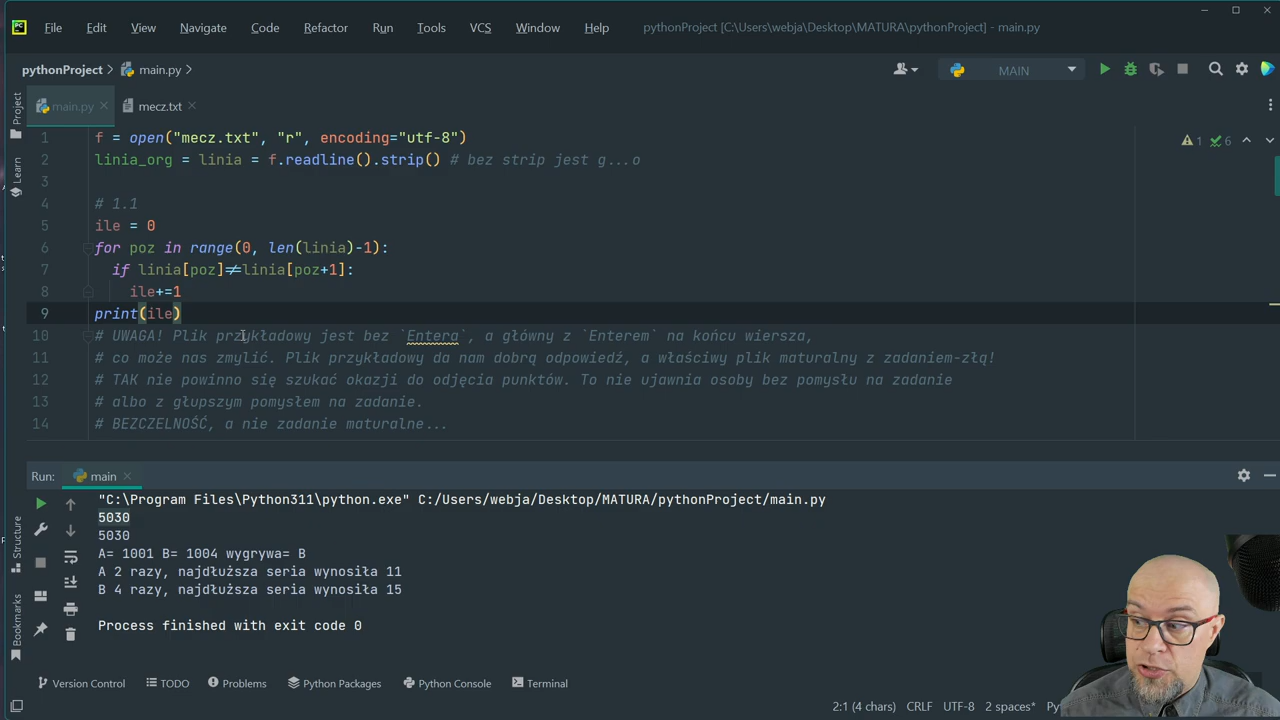 PC File Edit View Navigate Code Refactor Run Tools VCS Window Help pythonProject [C:\Users\webja\Desktop\MATURA\pythonProject] - main.py
pythonProject main.py MAIN
Project main.py mecz.txt
Learn
1 f = open("mecz.txt", "r", encoding="utf-8") 1 6
2 linia_org = linia = f.readline().strip() # bez strip jest g...o
3
4 # 1.1
5 ile = 0
6 for poz in range(0, len(linia)-1):
7 if linia[poz]≠linia[poz+1]:
8 ile+=1
9 print(ile)
10 # UWAGA! Plik przykładowy jest bez `Entera`, a główny z `Enterem` na końcu wiersza,
11 # co może nas zmylić. Plik przykładowy da nam dobrą odpowiedź, a właściwy plik maturalny z zadaniem-złą!
12 # TAK nie powinno się szukać okazji do odjęcia punktów. To nie ujawnia osoby bez pomysłu na zadanie
13 # albo z głupszym pomysłem na zadanie.
14 # BEZCZELNOŚĆ, a nie zadanie maturalne...
Run: main
"C:\Program Files\Python311\python.exe" C:/Users/webja/Desktop/MATURA/pythonProject/main.py
5030
5030
A= 1001 B= 1004 wygrywa= B
A 2 razy, najdłuższa seria wynosiła 11
B 4 razy, najdłuższa seria wynosiła 15
Process finished with exit code 0
Structure
Bookmarks
Version Control TODO Problems Python Packages Python Console Terminal
2:1 (4 chars) CRLF UTF-8 2 spaces*